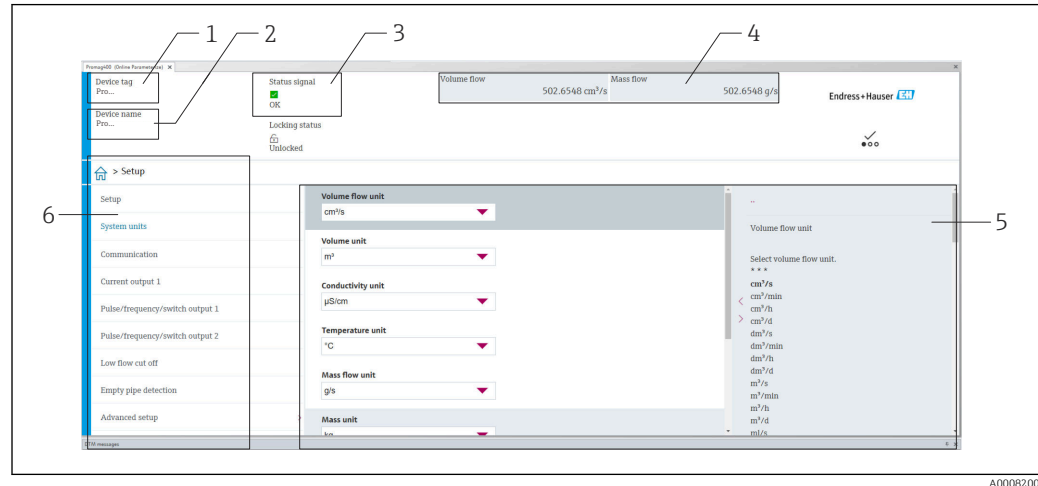 1 2 3 4
Promag400 (Online Parameterize) X
Device tag
Pro...
Device name
Pro...
Status signal
OK
Locking status
Unlocked
Volume flow
502.6548 cm³/s
Mass flow
502.6548 g/s
Endress+Hauser EH
> Setup
6
5
Setup
System units
Communication
Current output 1
Pulse/frequency/switch output 1
Pulse/frequency/switch output 2
Low flow cut off
Empty pipe detection
Advanced setup
Volume flow unit
cm³/s
Volume unit
m³
Conductivity unit
µS/cm
Temperature unit
°C
Mass flow unit
g/s
Mass unit
kg
..
Volume flow unit
Select volume flow unit.
* * *
cm³/s
cm³/min
cm³/h
cm³/d
dm³/s
dm³/min
dm³/h
dm³/d
m³/s
m³/min
m³/h
m³/d
ml/s
DTM messages
A0008200